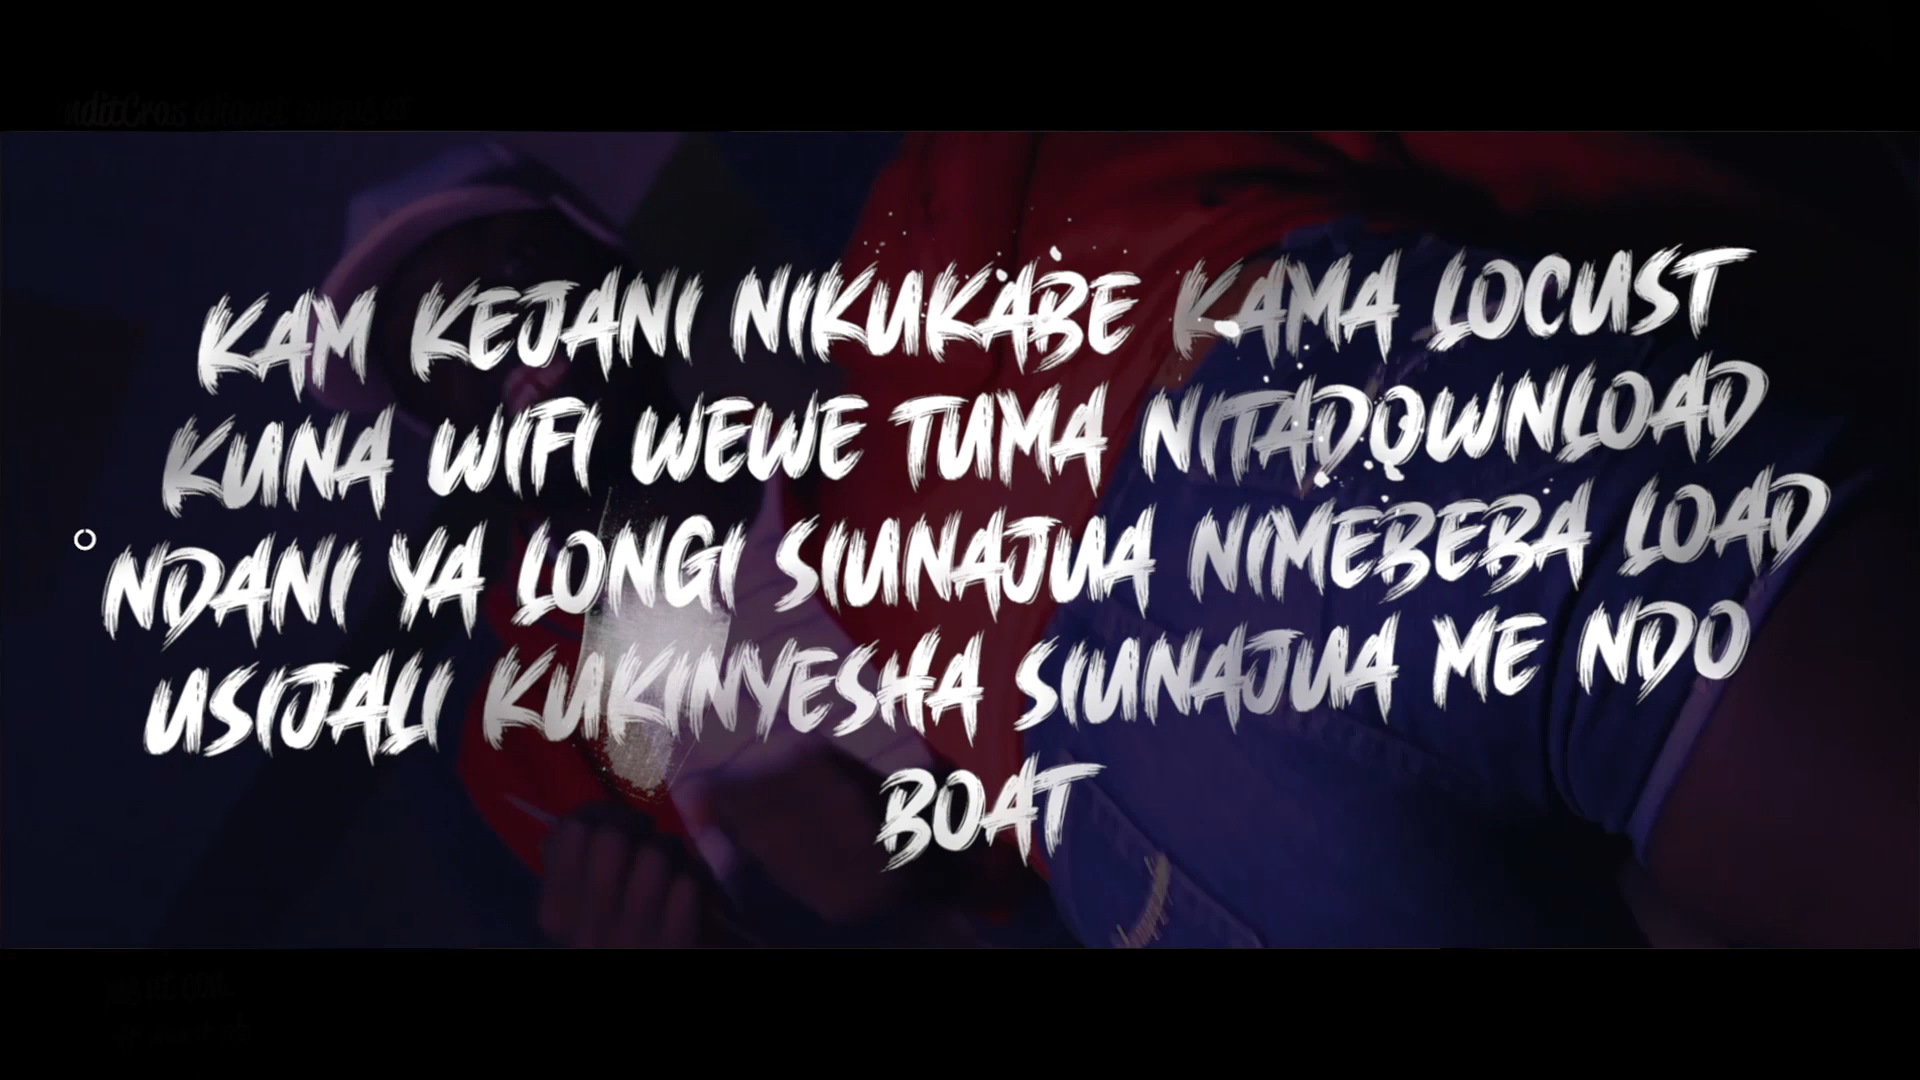 KAM KEJANI NIKUKABE KAMA LOCUST
KUNA WIFI WEWE TUMA NITADOWNLOAD
NDANI YA LONGI SIUNAJUA NIMEBEBA LOAD
USIJALI KUKINYESHA SIUNAJUA ME NDO
BOAT